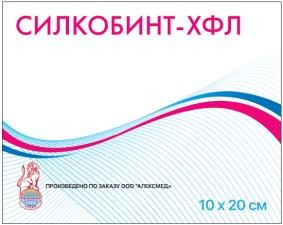 СИЛКОБИНТ-ХФЛ
ПРОИЗВЕДЕНО ПО ЗАКАЗУ ООО "АЛЕКСМЕД"
10 x 20 см